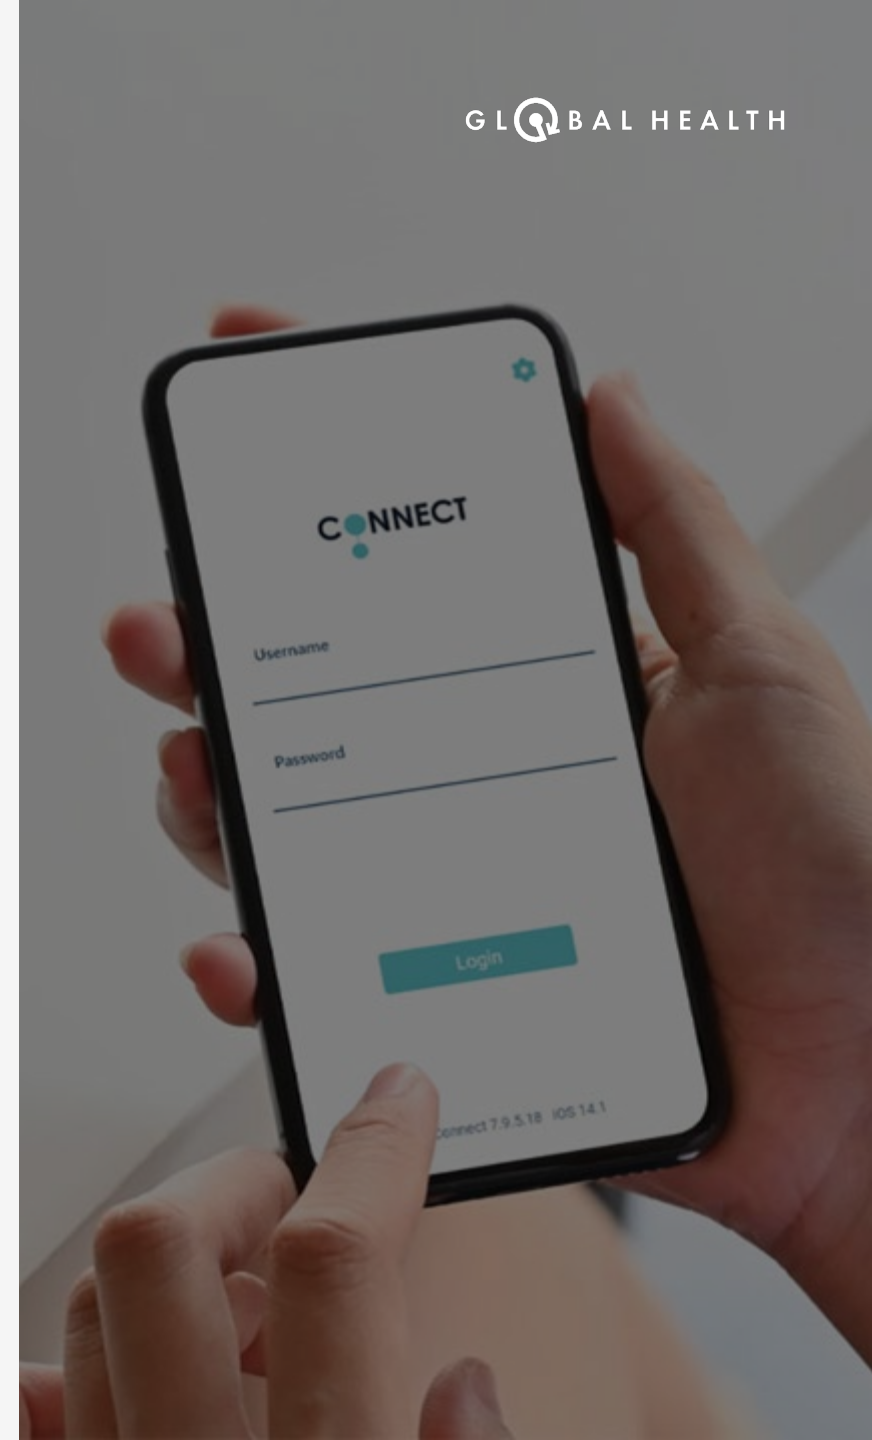 GLOBAL HEALTH
CONNECT
Username
Password
Login
Connect 7.9.5.18 iOS 14.1